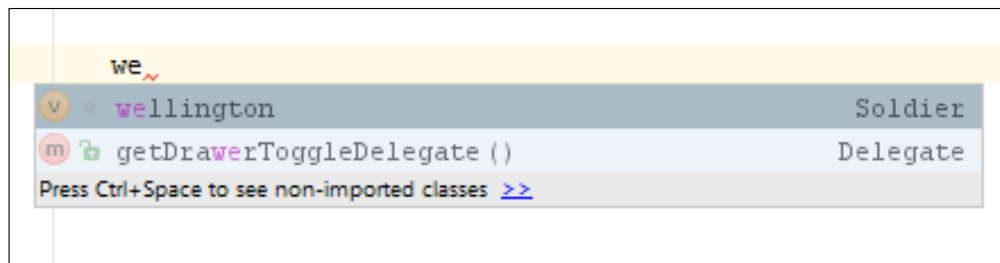 we
v wellington Soldier
m getDrawerToggleDelegate() Delegate
Press Ctrl+Space to see non-imported classes >>